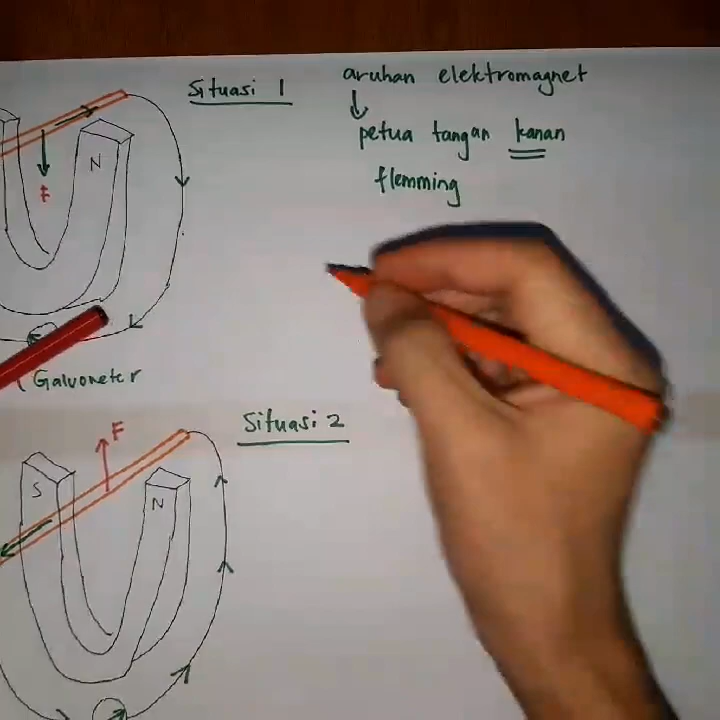 Situasi 1
aruhan elektromagnet
petua tangan kanan
flemming
N
F
Galvometer
Situasi 2
F
S
N